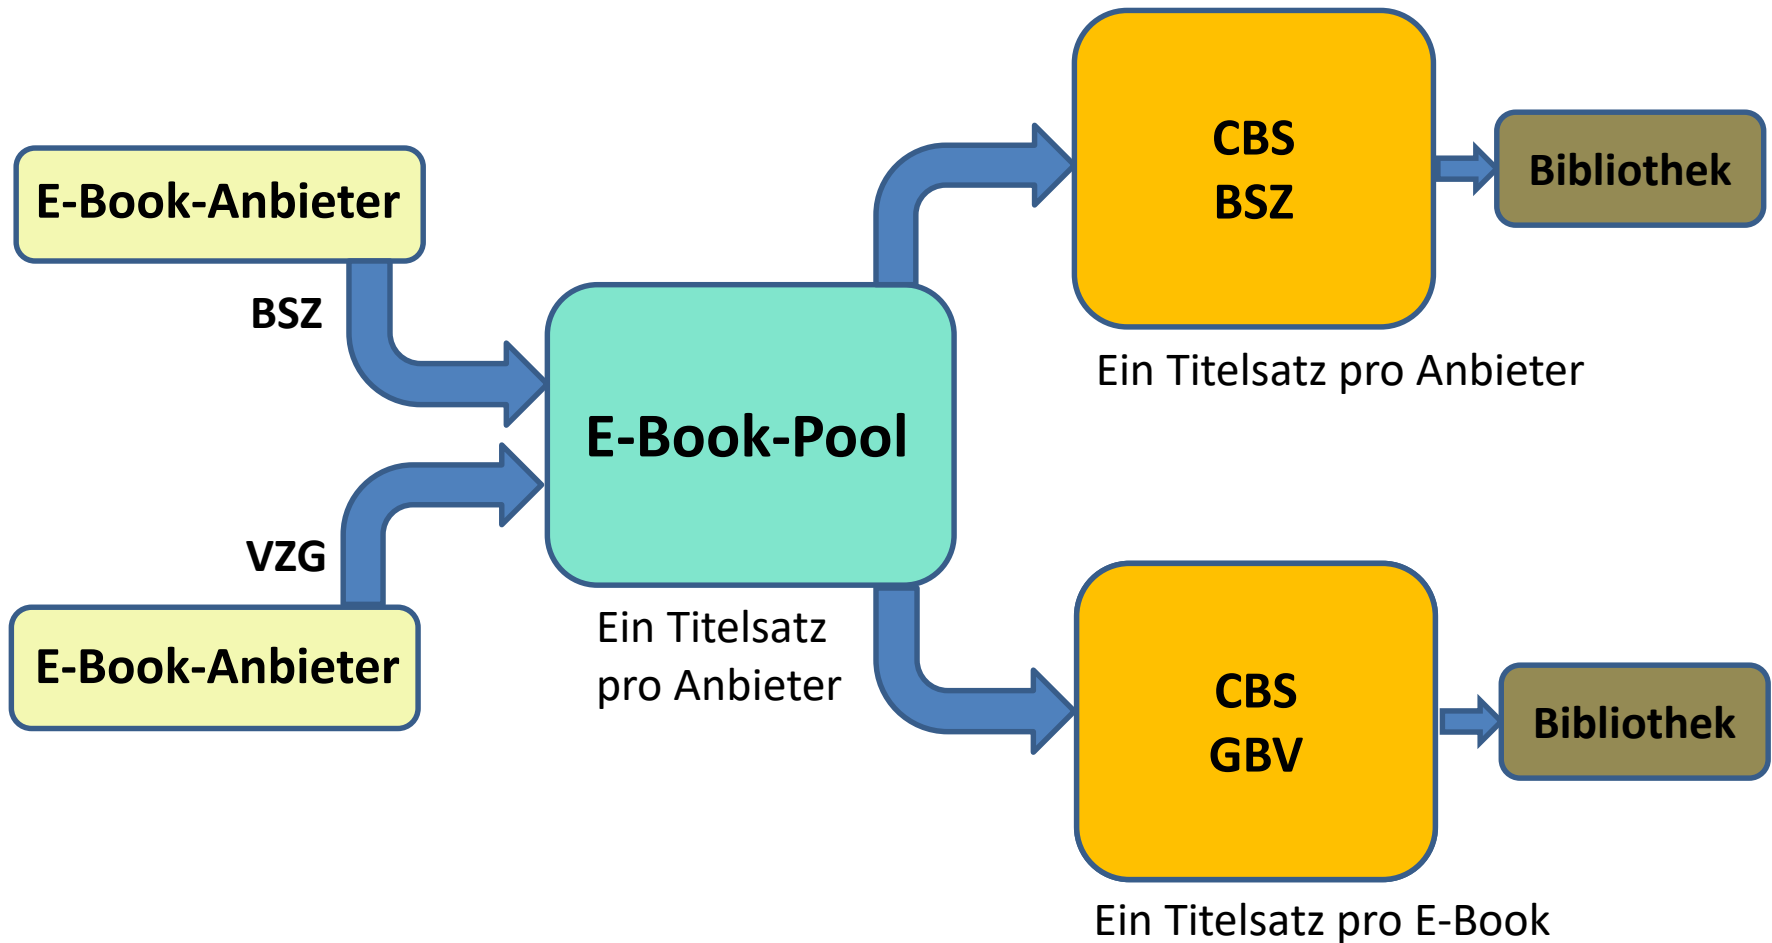 E-Book-Anbieter
BSZ
VZG
E-Book-Anbieter
E-Book-Pool
Ein Titelsatz
pro Anbieter
CBS
BSZ
Ein Titelsatz pro Anbieter
Bibliothek
CBS
GBV
Ein Titelsatz pro E-Book
Bibliothek